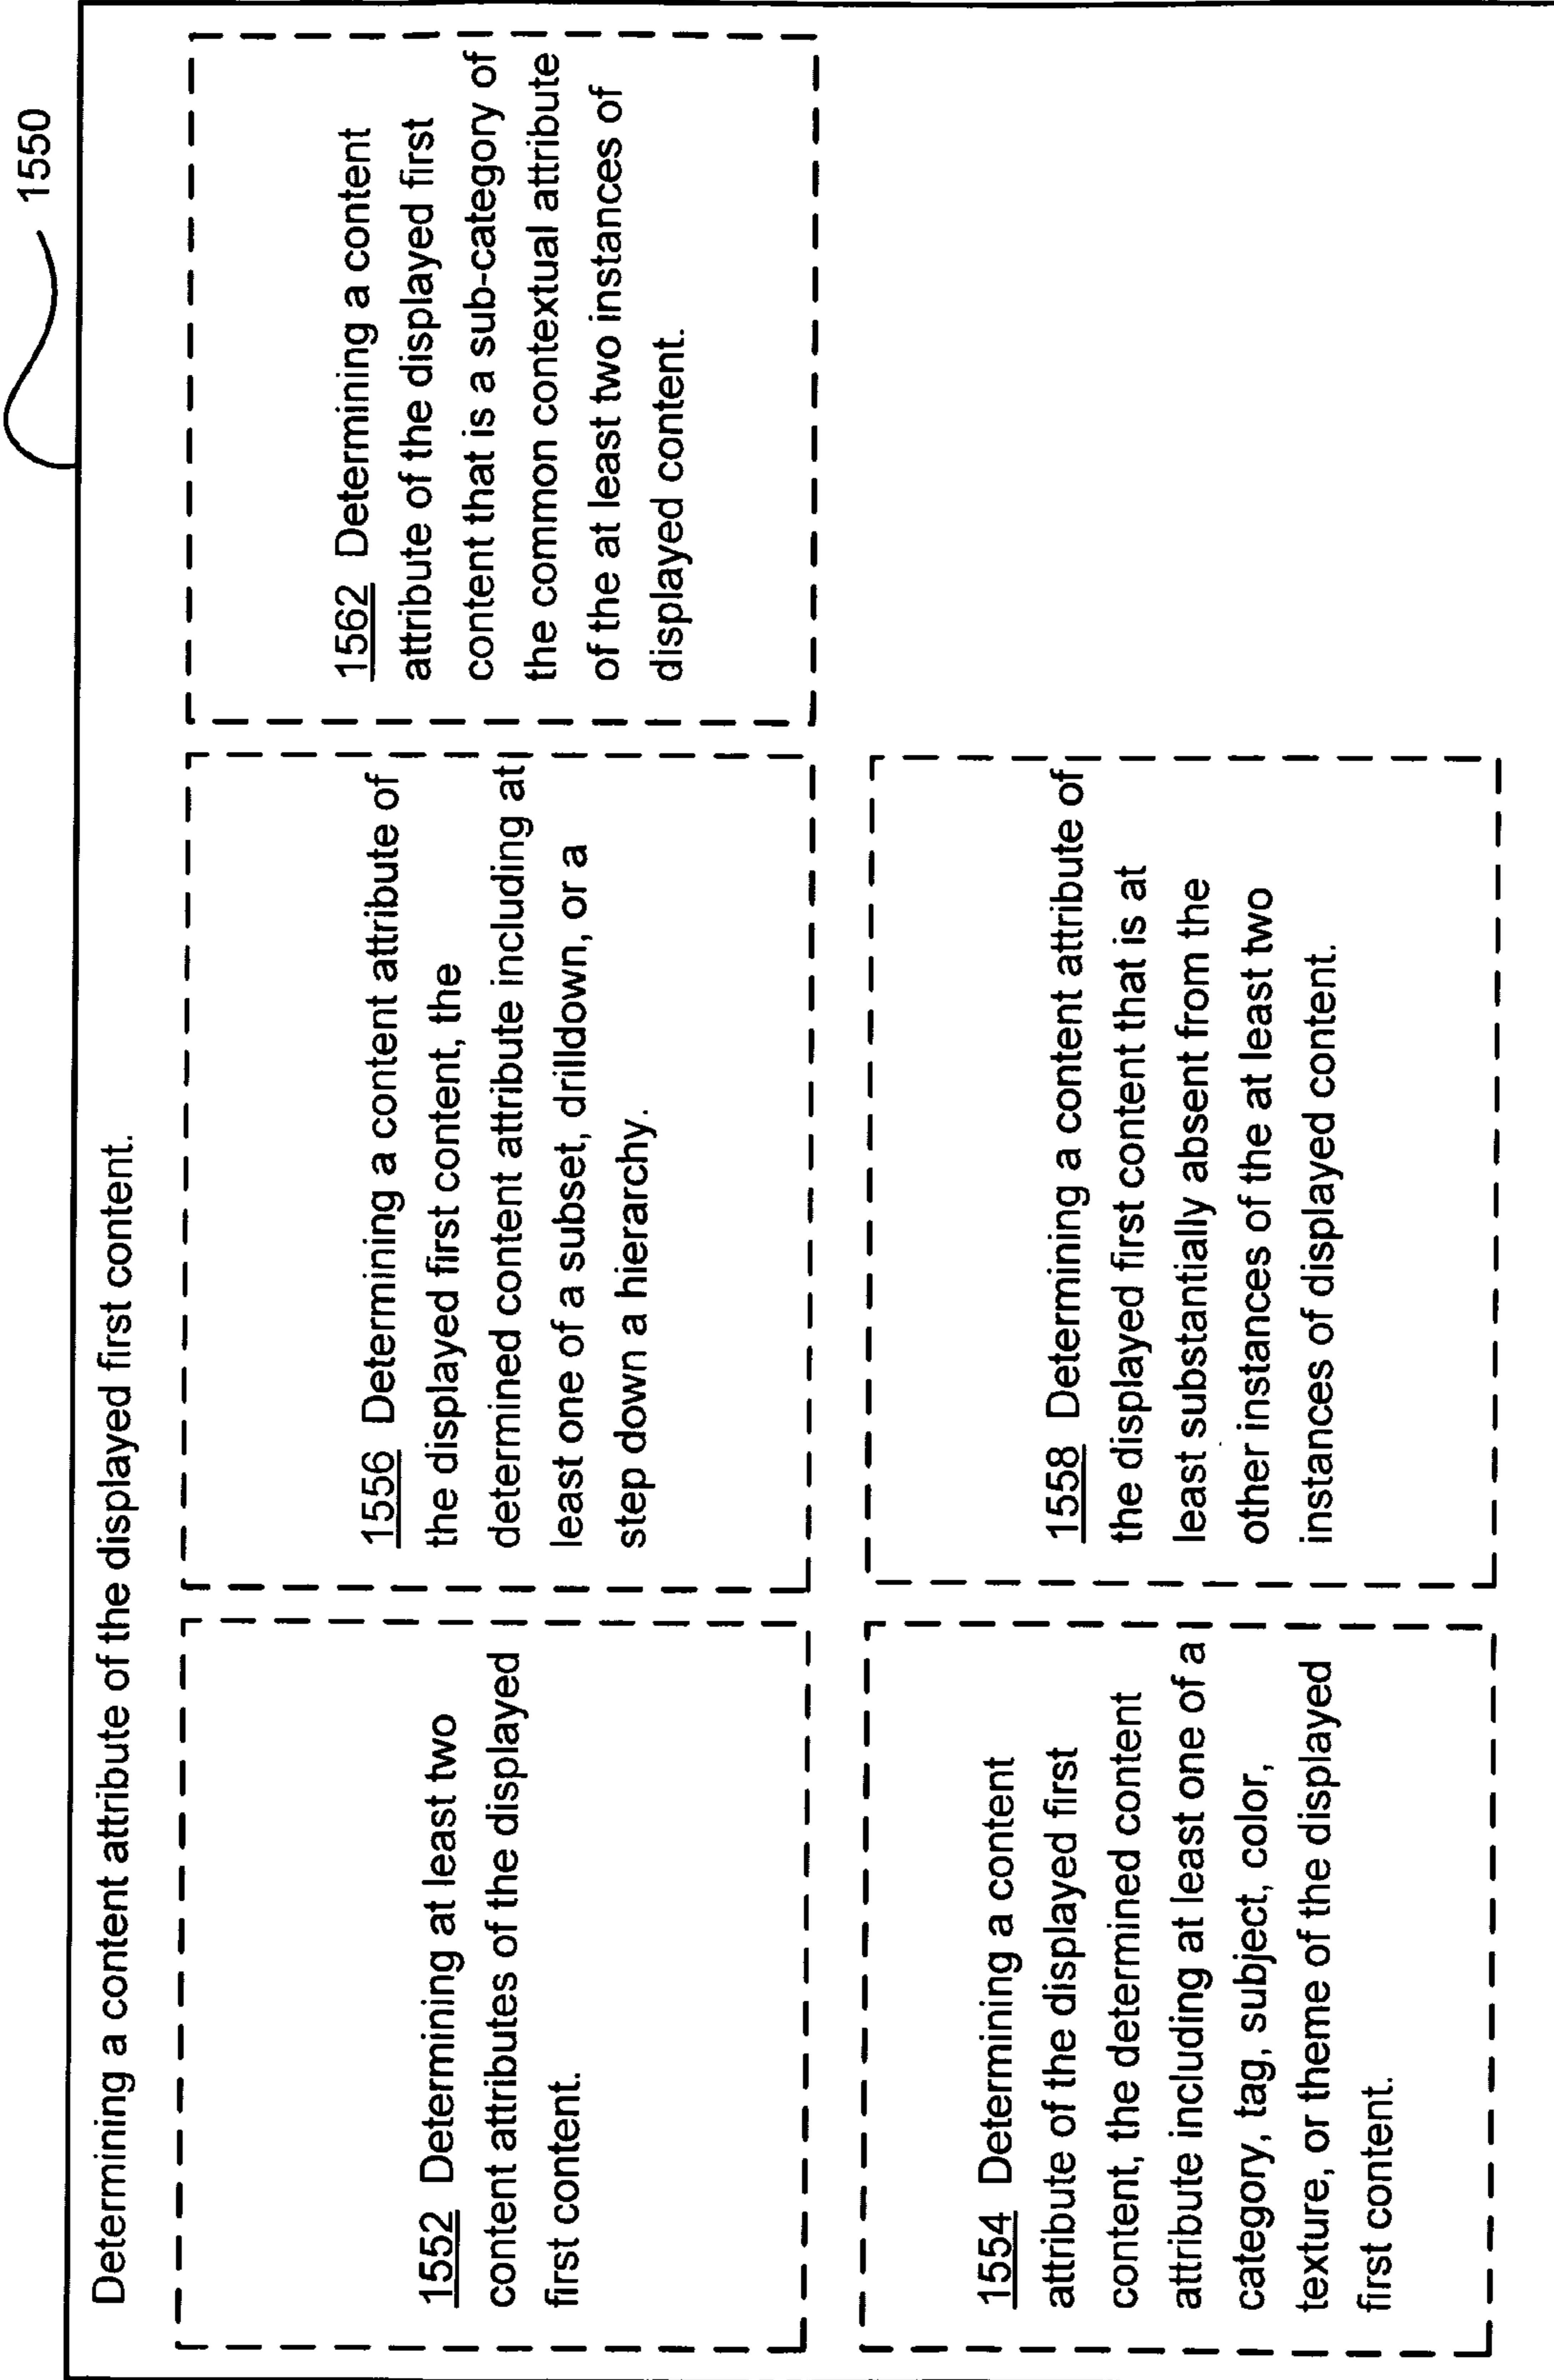 1550
Determining a content attribute of the displayed first content.
1552 Determining at least two
content attributes of the displayed
first content.
1556 Determining a content attribute of
the displayed first content, the
determined content attribute including at
least one of a subset, drilldown, or a
step down a hierarchy.
1562 Determining a content
attribute of the displayed first
content that is a sub-category of
the common contextual attribute
of the at least two instances of
displayed content.
1554 Determining a content
attribute of the displayed first
content, the determined content
attribute including at least one of a
category, tag, subject, color,
texture, or theme of the displayed
first content.
1558 Determining a content attribute of
the displayed first content that is at
least substantially absent from the
other instances of the at least two
instances of displayed content.